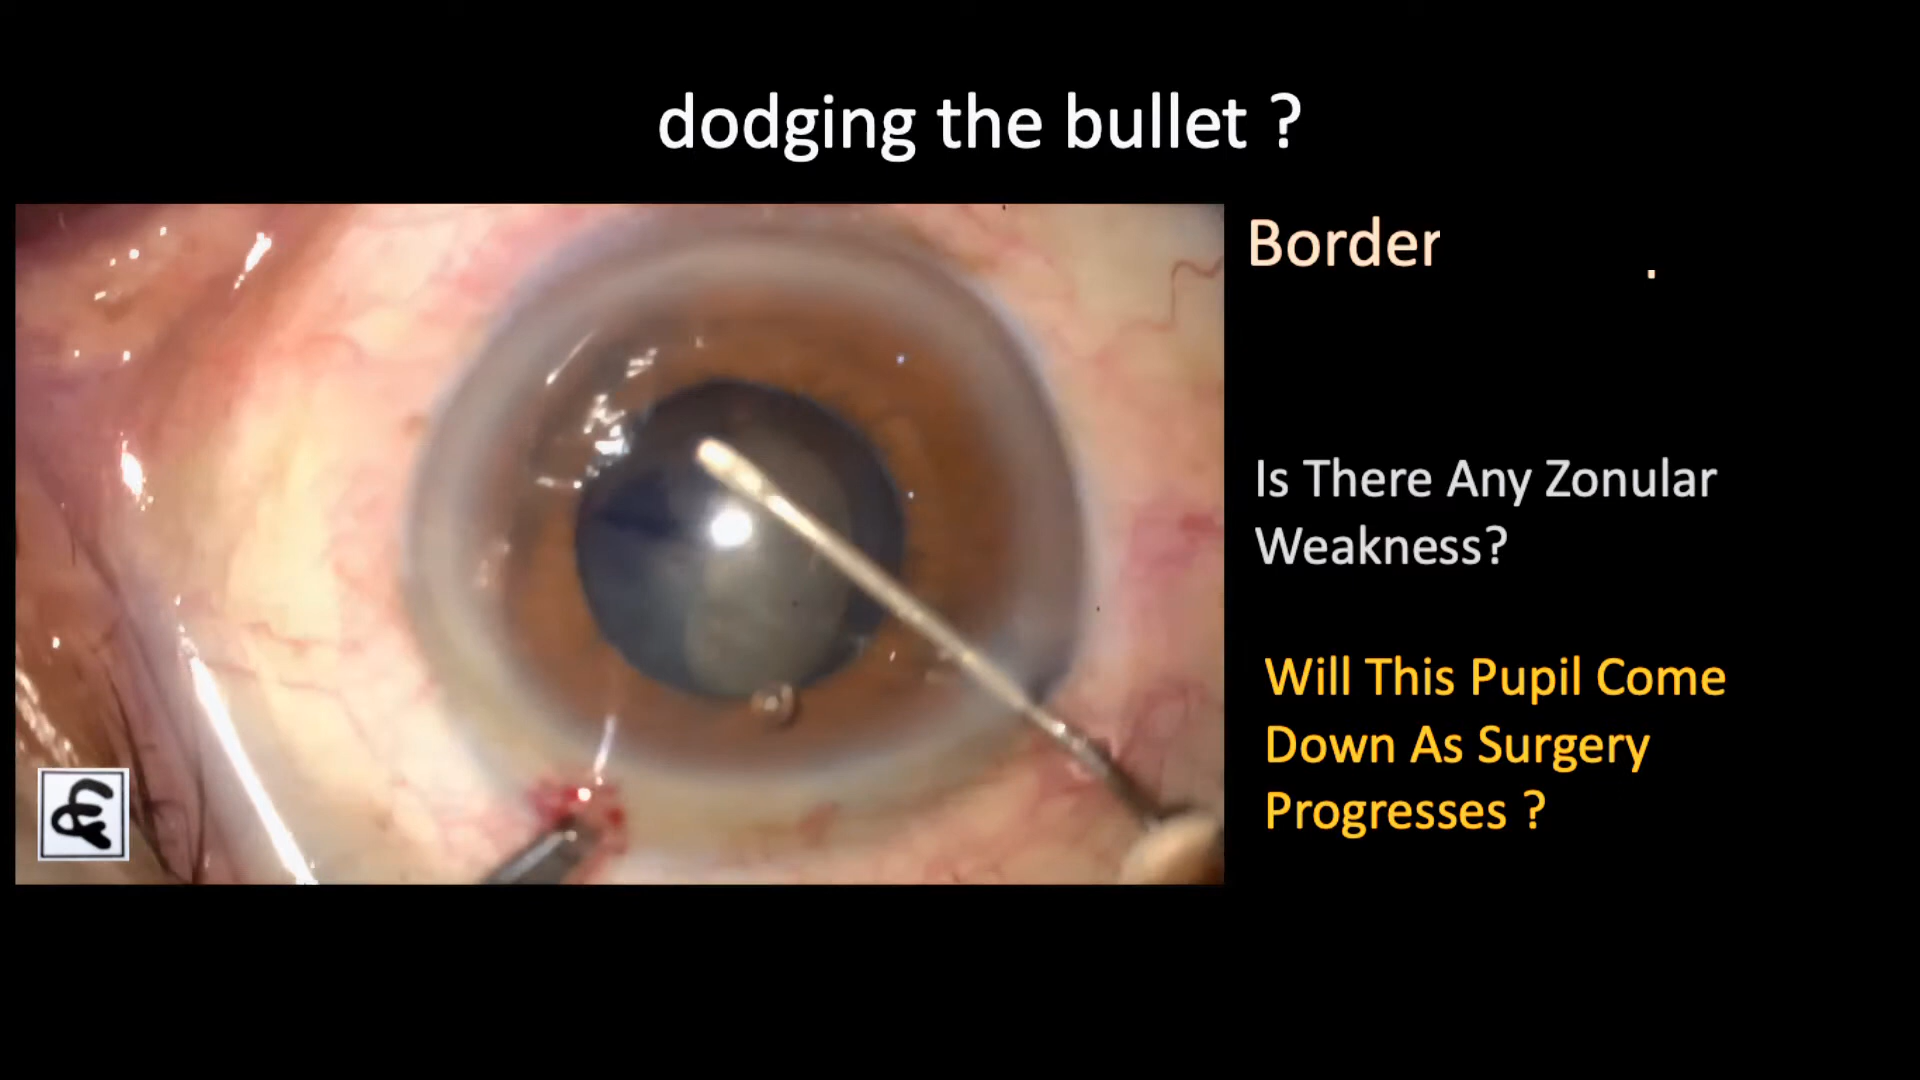 dodging the bullet ?
Border
.
Is There Any Zonular
Weakness?
Will This Pupil Come
Down As Surgery
Progresses ?